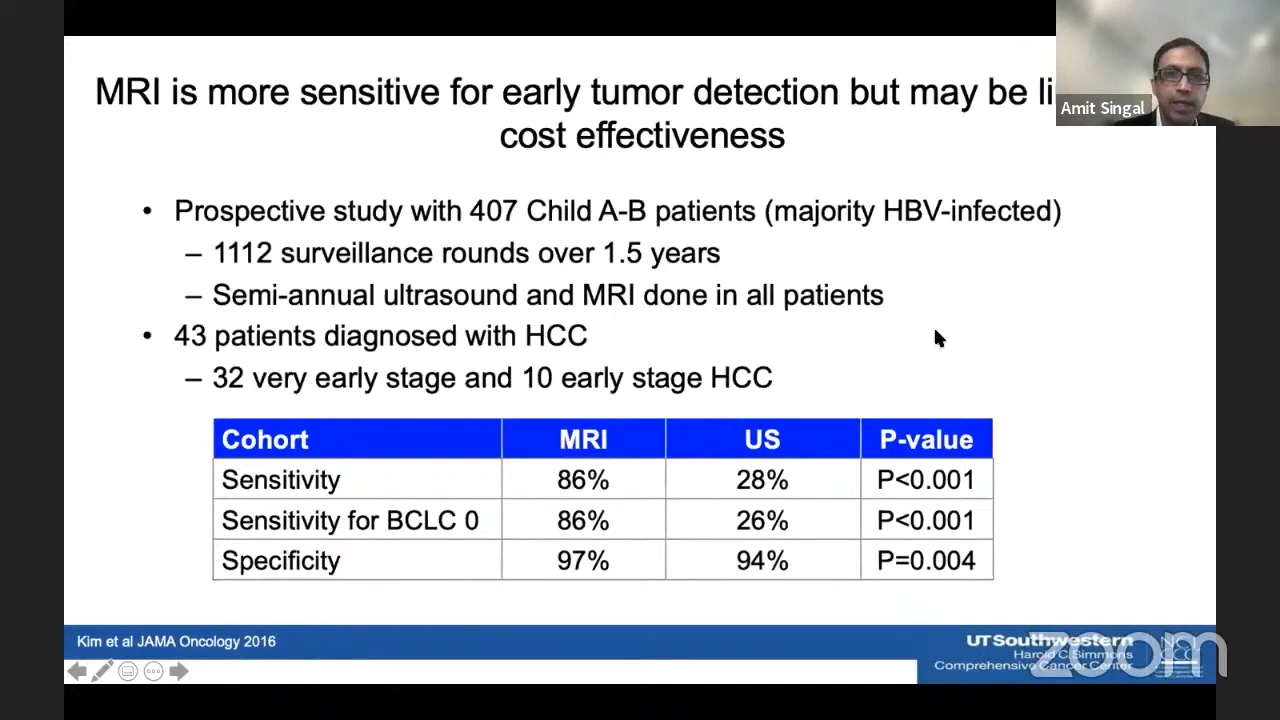 MRI is more sensitive for early tumor detection but may be li
cost effectiveness
Amit Singal
• Prospective study with 407 Child A-B patients (majority HBV-infected)
– 1112 surveillance rounds over 1.5 years
– Semi-annual ultrasound and MRI done in all patients
• 43 patients diagnosed with HCC
– 32 very early stage and 10 early stage HCC
Cohort MRI US P-value
Sensitivity 86% 28% P<0.001
Sensitivity for BCLC 0 86% 26% P<0.001
Specificity 97% 94% P=0.004
Kim et al JAMA Oncology 2016
UTSouthwestern
Harold C. Simmons
Comprehensive Cancer Center
zoom